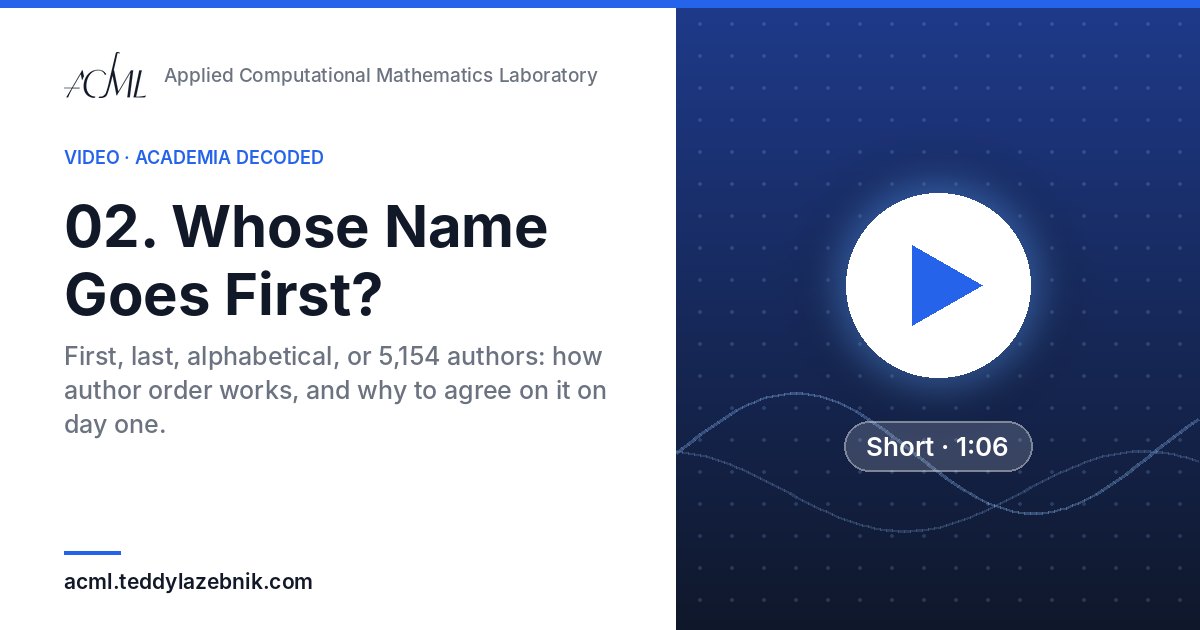 ACML Applied Computational Mathematics Laboratory
VIDEO · ACADEMIA DECODED
02. Whose Name
Goes First?
First, last, alphabetical, or 5,154 authors: how
author order works, and why to agree on it on
day one.
Short · 1:06
acml.teddylazebnik.com